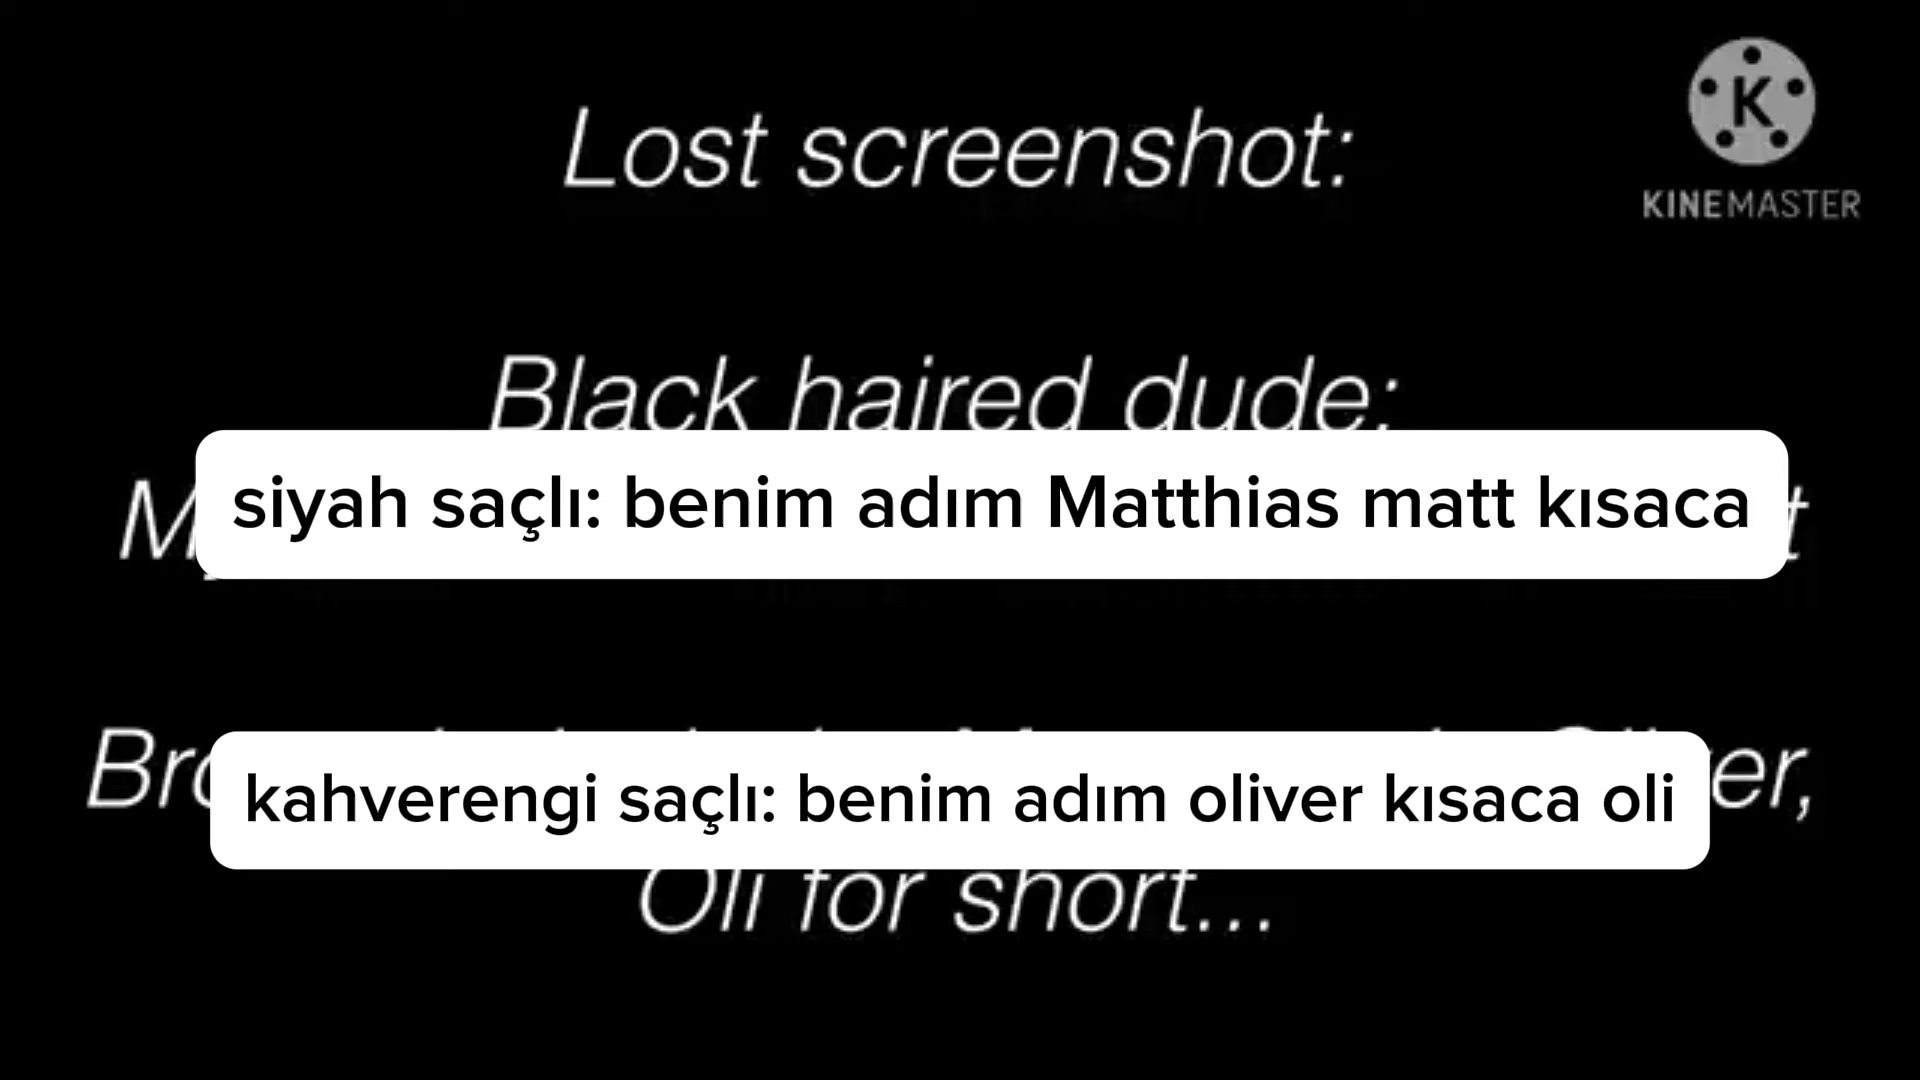 Lost screenshot:
K
KINEMASTER
Black haired dude:
siyah saçlı: benim adım Matthias matt kısaca
kahverengi saçlı: benim adım oliver kısaca oli
Oli for short...